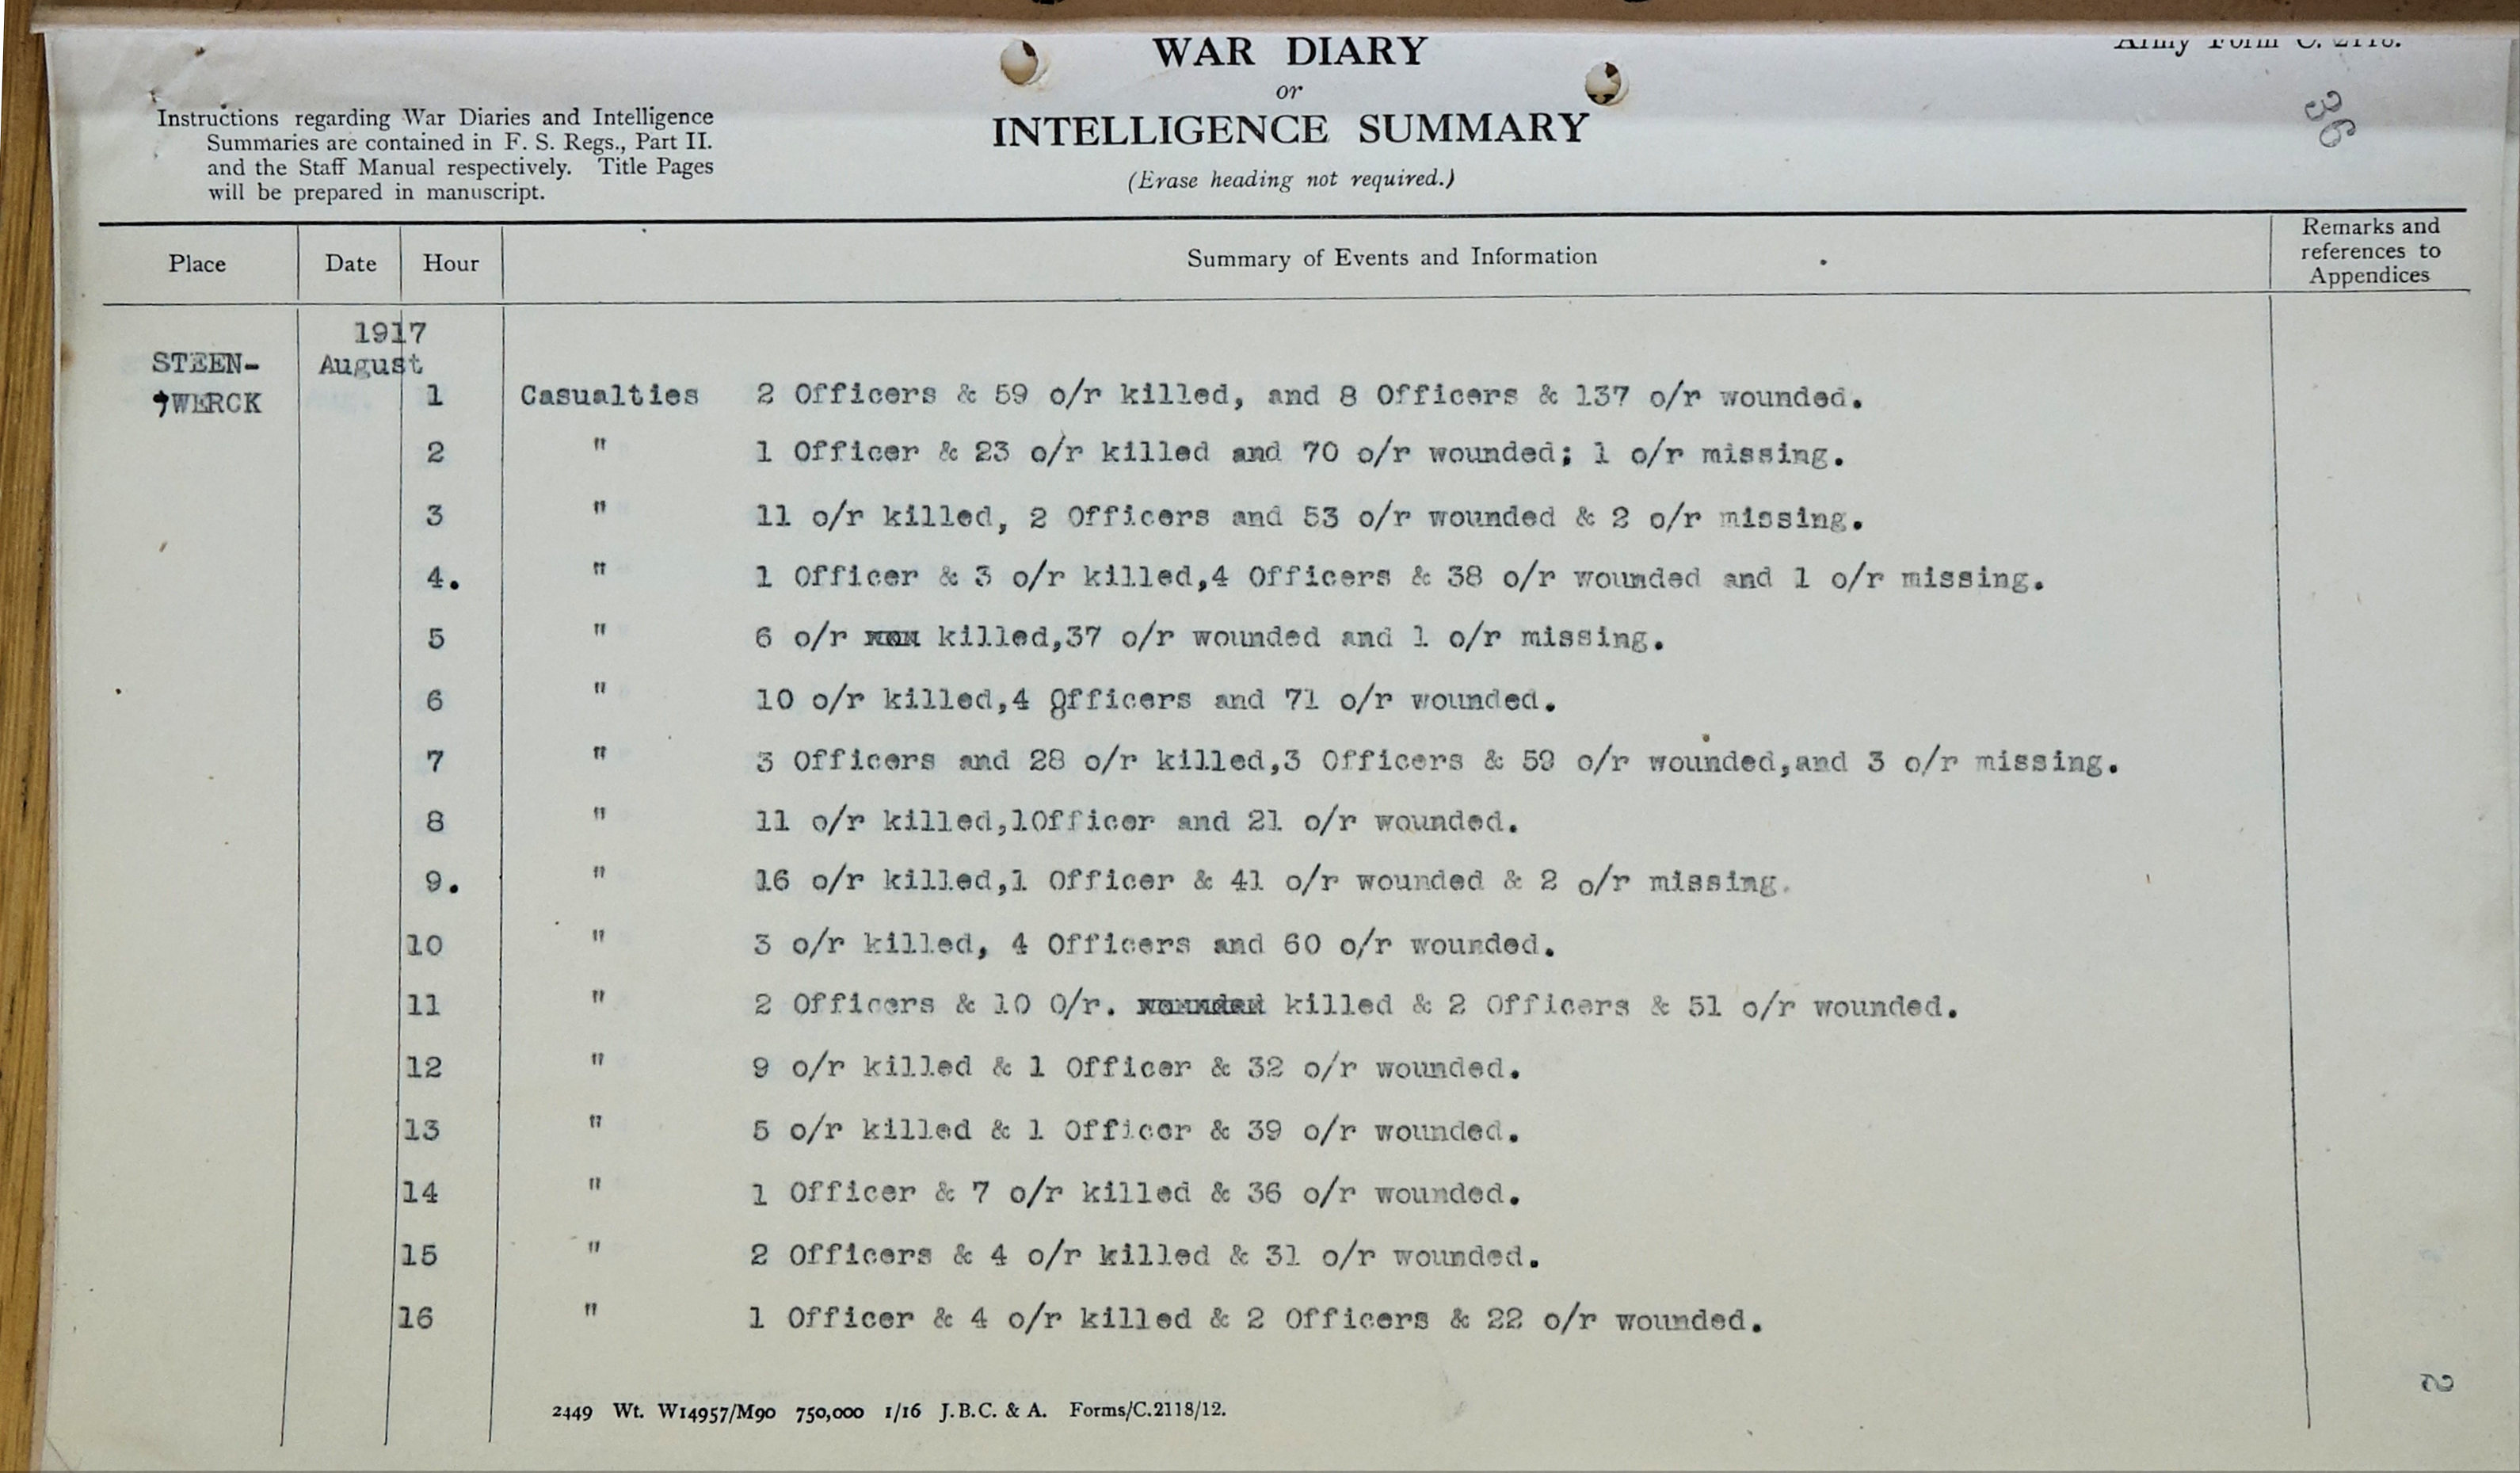 WAR DIARY
or
INTELLIGENCE SUMMARY
(Erase heading not required.)
Army Form C. 2118.
36
Instructions regarding War Diaries and Intelligence
Summaries are contained in F. S. Regs., Part II.
and the Staff Manual respectively. Title Pages
will be prepared in manuscript.
Place Date Hour Summary of Events and Information Remarks and references to Appendices
1917
STEEN- August
WERCK 1 Casualties 2 Officers & 59 o/r killed, and 8 Officers & 137 o/r wounded.
2 " 1 Officer & 23 o/r killed and 70 o/r wounded; 1 o/r missing.
3 " 11 o/r killed, 2 Officers and 53 o/r wounded & 2 o/r missing.
4. " 1 Officer & 3 o/r killed,4 Officers & 38 o/r wounded and 1 o/r missing.
5 " 6 o/r killed,37 o/r wounded and 1 o/r missing.
6 " 10 o/r killed,4 Officers and 71 o/r wounded.
7 " 3 Officers and 28 o/r killed,3 Officers & 59 o/r wounded,and 3 o/r missing.
8 " 11 o/r killed,1Officer and 21 o/r wounded.
9. " 16 o/r killed,1 Officer & 41 o/r wounded & 2 o/r missing.
10 " 3 o/r killed, 4 Officers and 60 o/r wounded.
11 " 2 Officers & 10 O/r. wounded killed & 2 Officers & 51 o/r wounded.
12 " 9 o/r killed & 1 Officer & 32 o/r wounded.
13 " 5 o/r killed & 1 Officer & 39 o/r wounded.
14 " 1 Officer & 7 o/r killed & 36 o/r wounded.
15 " 2 Officers & 4 o/r killed & 31 o/r wounded.
16 " 1 Officer & 4 o/r killed & 2 Officers & 22 o/r wounded.
2449 Wt. W14957/M90 750,000 1/16 J.B.C. & A. Forms/C.2118/12.